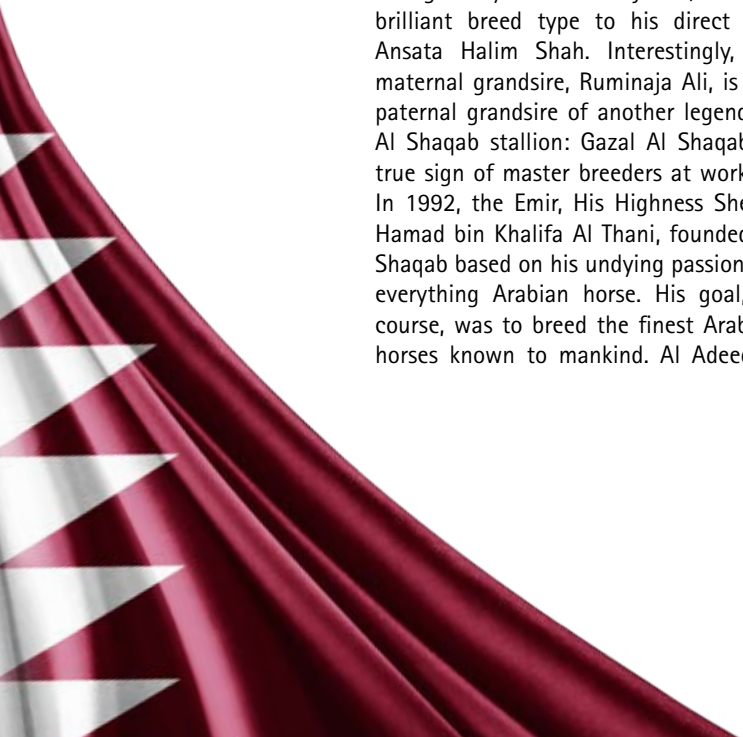 brilliant breed type to his direct
Ansata Halim Shah. Interestingly,
maternal grandsire, Ruminaja Ali, is
paternal grandsire of another legend
Al Shaqab stallion: Gazal Al Shaqab
true sign of master breeders at work
In 1992, the Emir, His Highness She
Hamad bin Khalifa Al Thani, founded
Shaqab based on his undying passion
everything Arabian horse. His goal,
course, was to breed the finest Arab
horses known to mankind. Al Adeed